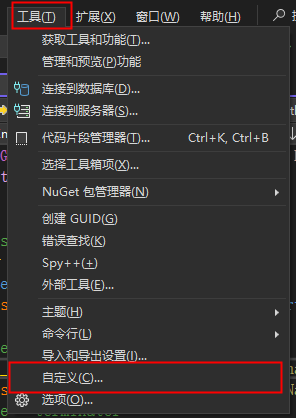 工具(T) 扩展(X) 窗口(W) 帮助(H)
获取工具和功能(T)...
管理和预览(P)功能
连接到数据库(D)...
连接到服务器(S)...
代码片段管理器(T)... Ctrl+K, Ctrl+B
选择工具箱项(X)...
NuGet 包管理器(N)
创建 GUID(G)
错误查找(K)
Spy++(+)
外部工具(E)...
主题(H)
命令行(L)
导入和导出设置(I)...
自定义(C)...
选项(O)...